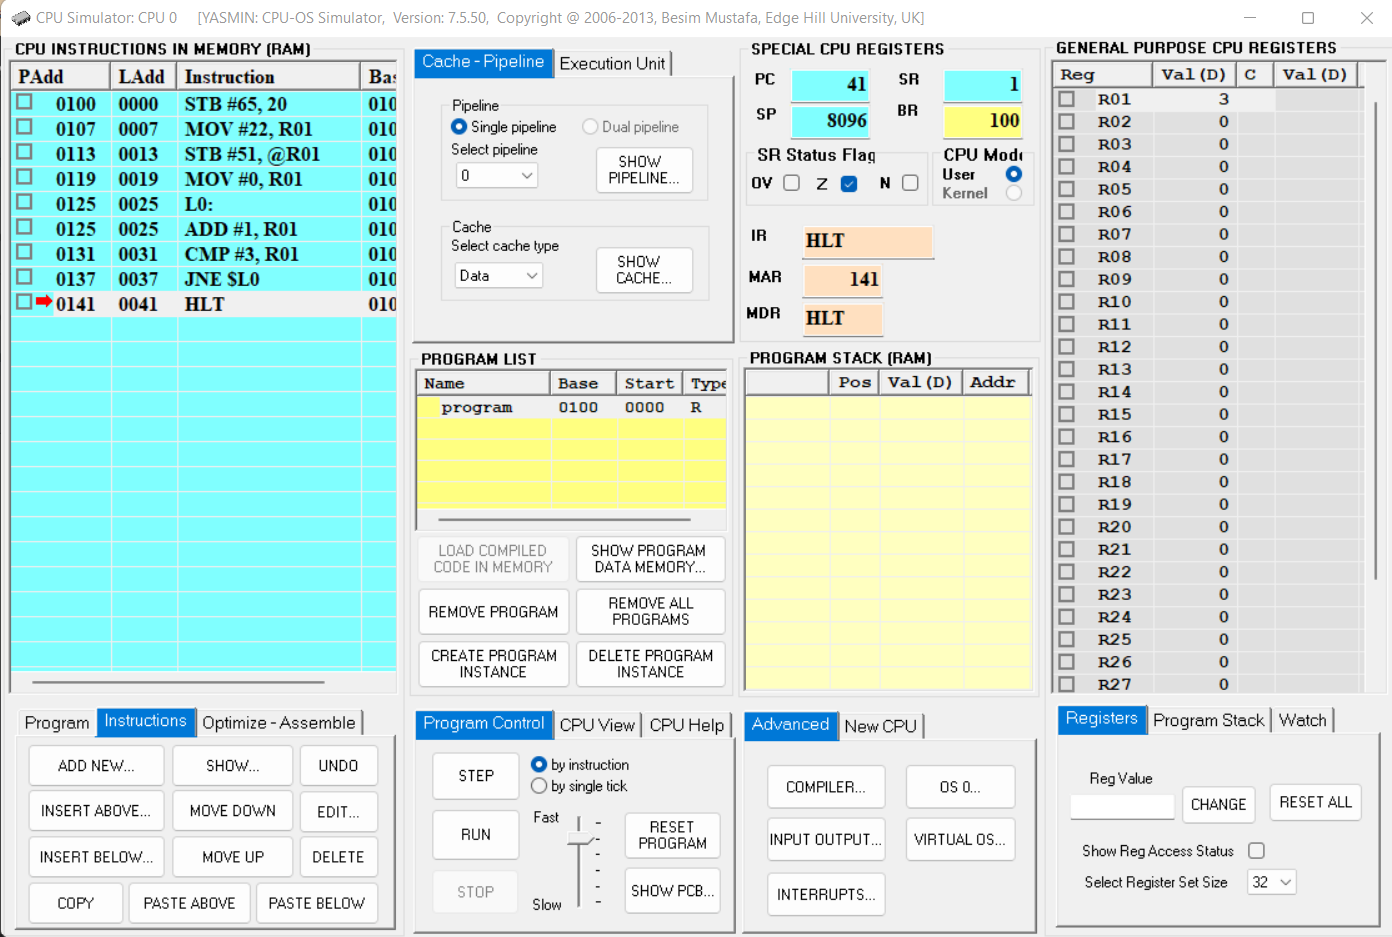 CPU Simulator: CPU 0 [YASMIN: CPU-OS Simulator, Version: 7.5.50, Copyright @ 2006-2013, Besim Mustafa, Edge Hill University, UK]
CPU INSTRUCTIONS IN MEMORY (RAM)
PAdd LAdd Instruction Bas
0100 0000 STB #65, 20 010
0107 0007 MOV #22, R01 010
0113 0013 STB #51, @R01 010
0119 0019 MOV #0, R01 010
0125 0025 L0: 010
0125 0025 ADD #1, R01 010
0131 0031 CMP #3, R01 010
0137 0037 JNE $L0 010
0141 0041 HLT 010
Program Instructions Optimize - Assemble
ADD NEW... SHOW... UNDO
INSERT ABOVE... MOVE DOWN EDIT...
INSERT BELOW... MOVE UP DELETE
COPY PASTE ABOVE PASTE BELOW
Cache - Pipeline Execution Unit
Pipeline
Single pipeline Dual pipeline
Select pipeline
0
SHOW
PIPELINE...
Cache
Select cache type
Data
SHOW
CACHE...
PROGRAM LIST
Name Base Start Type
program 0100 0000 R
LOAD COMPILED
CODE IN MEMORY
SHOW PROGRAM
DATA MEMORY...
REMOVE PROGRAM
REMOVE ALL
PROGRAMS
CREATE PROGRAM
INSTANCE
DELETE PROGRAM
INSTANCE
Program Control CPU View CPU Help
STEP
by instruction
by single tick
RUN
STOP
Fast
Slow
RESET
PROGRAM
SHOW PCB...
SPECIAL CPU REGISTERS
PC 41 SR 1
SP 8096 BR 100
SR Status Flag
OV Z N
CPU Mode
User
Kernel
IR HLT
MAR 141
MDR HLT
PROGRAM STACK (RAM)
Pos Val(D) Addr
Advanced New CPU
COMPILER... OS 0...
INPUT OUTPUT... VIRTUAL OS...
INTERRUPTS...
GENERAL PURPOSE CPU REGISTERS
Reg Val(D) C Val(D)
R01 3
R02 0
R03 0
R04 0
R05 0
R06 0
R07 0
R08 0
R09 0
R10 0
R11 0
R12 0
R13 0
R14 0
R15 0
R16 0
R17 0
R18 0
R19 0
R20 0
R21 0
R22 0
R23 0
R24 0
R25 0
R26 0
R27 0
Registers Program Stack Watch
Reg Value
CHANGE RESET ALL
Show Reg Access Status
Select Register Set Size 32